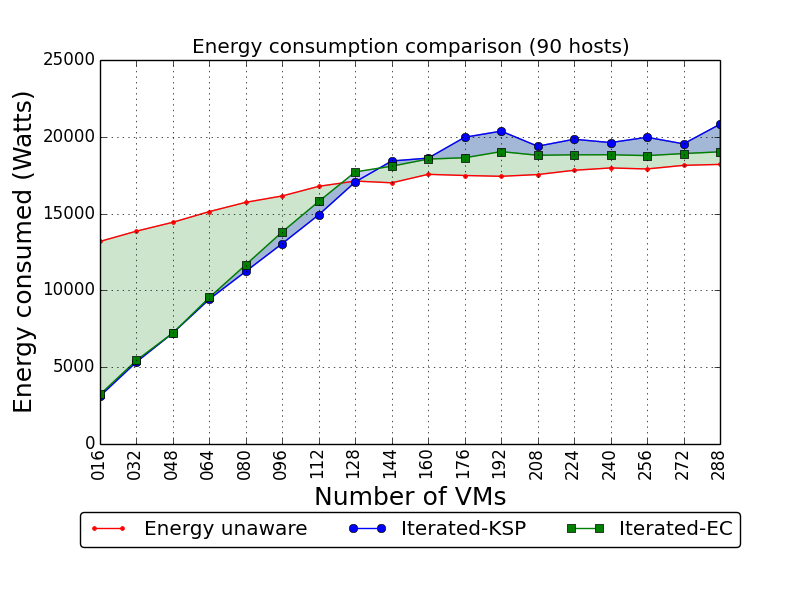 Energy consumption comparison (90 hosts)
Energy consumed (Watts)
25000
20000
15000
10000
5000
0
016 032 048 064 080 096 112 128 144 160 176 192 208 224 240 256 272 288
Number of VMs
Energy unaware Iterated-KSP Iterated-EC